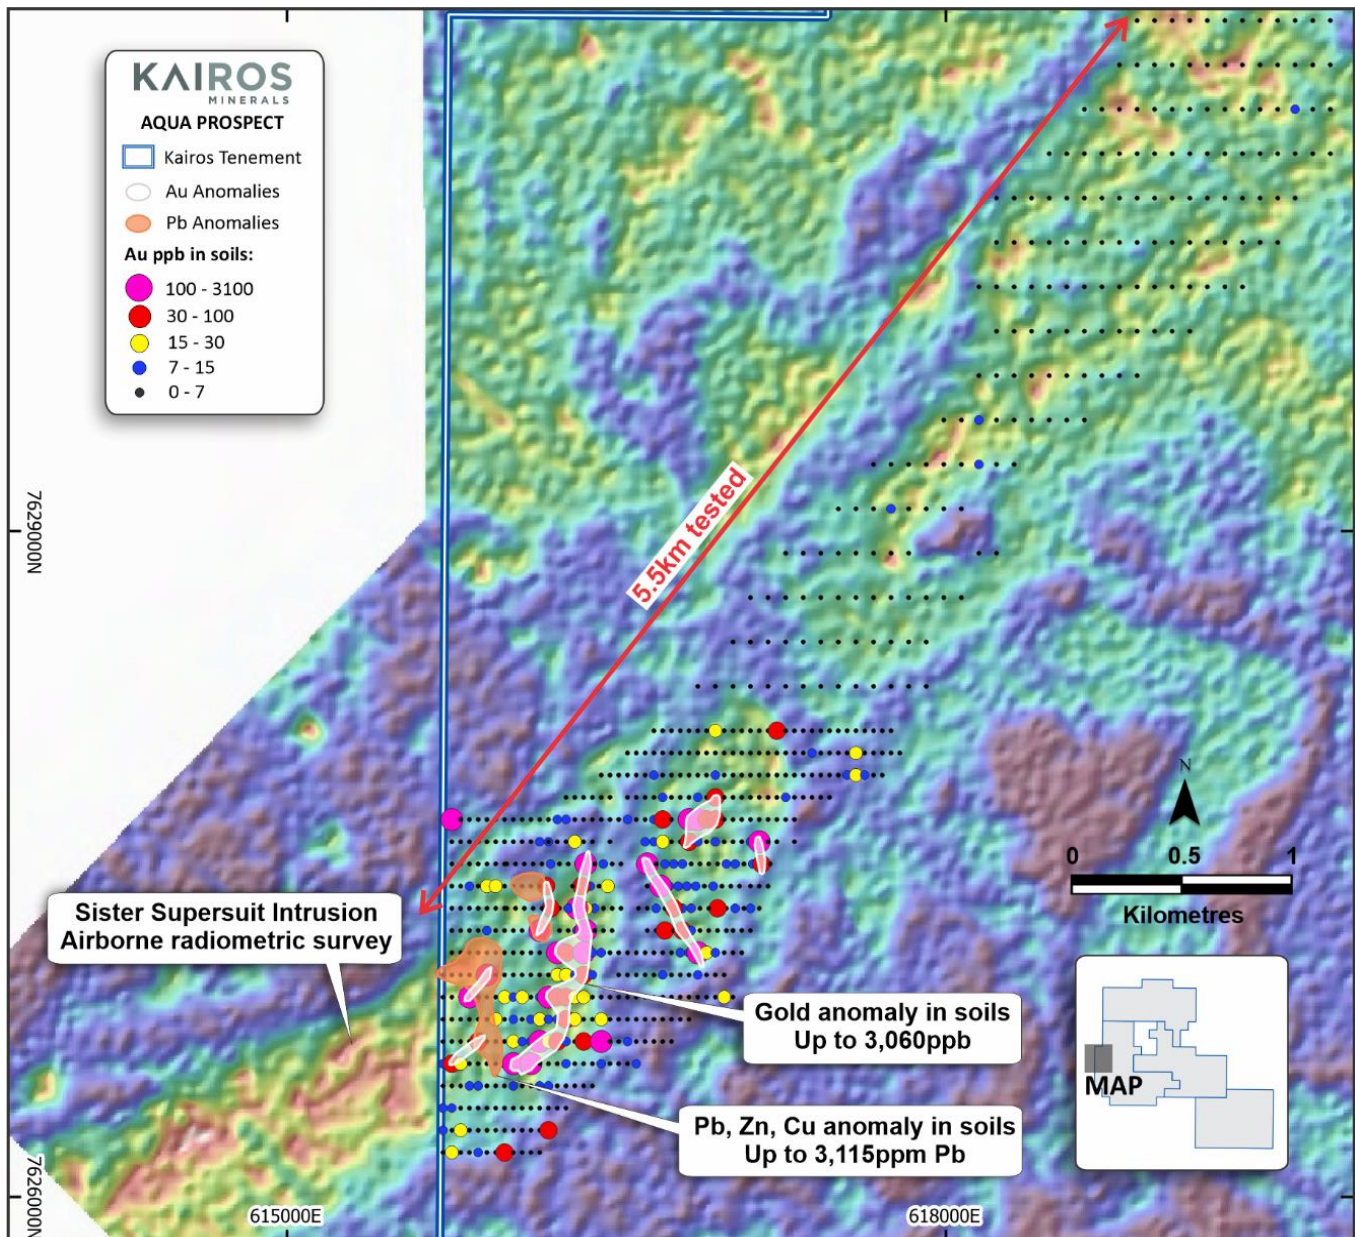 KAIROS
MINERALS
AQUA PROSPECT
Kairos Tenement
Au Anomalies
Pb Anomalies
Au ppb in soils:
100 - 3100
30 - 100
15 - 30
7 - 15
0 - 7
5.5km tested
7629000N
N
0 0.5 1
Kilometres
Sister Supersuit Intrusion
Airborne radiometric survey
Gold anomaly in soils
Up to 3,060ppb
MAP
Pb, Zn, Cu anomaly in soils
Up to 3,115ppm Pb
7626000N
615000E
618000E